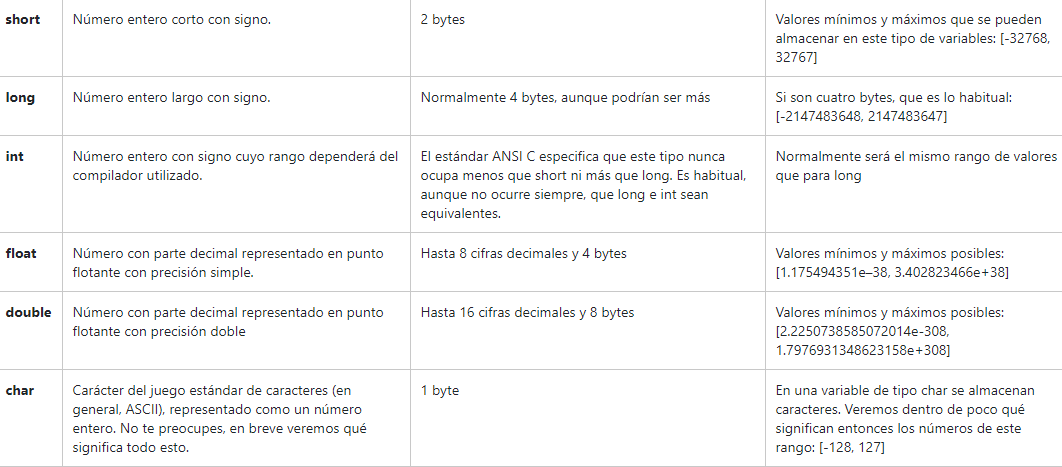 short
Número entero corto con signo.
2 bytes
Valores mínimos y máximos que se pueden
almacenar en este tipo de variables: [-32768,
32767]
long
Número entero largo con signo.
Normalmente 4 bytes, aunque podrían ser más
Si son cuatro bytes, que es lo habitual:
[-2147483648, 2147483647]
int
Número entero con signo cuyo rango dependerá del
compilador utilizado.
El estándar ANSI C especifica que este tipo nunca
ocupa menos que short ni más que long. Es habitual,
aunque no ocurre siempre, que long e int sean
equivalentes.
Normalmente será el mismo rango de valores
que para long
float
Número con parte decimal representado en punto
flotante con precisión simple.
Hasta 8 cifras decimales y 4 bytes
Valores mínimos y máximos posibles:
[1.175494351e–38, 3.402823466e+38]
double
Número con parte decimal representado en punto
flotante con precisión doble
Hasta 16 cifras decimales y 8 bytes
Valores mínimos y máximos posibles:
[2.2250738585072014e-308,
1.7976931348623158e+308]
char
Carácter del juego estándar de caracteres (en
general, ASCII), representado como un número
entero. No te preocupes, en breve veremos qué
significa todo esto.
1 byte
En una variable de tipo char se almacenan
caracteres. Veremos dentro de poco qué
significan entonces los números de este
rango: [-128, 127]